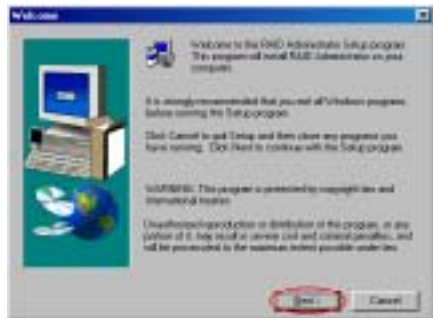 Welcome
Welcome to the RAID Administrator Setup program.
This program will install RAID Administrator on your
computer.
It is strongly recommended that you exit all Windows programs
before running this Setup program.
Click Cancel to quit Setup and then close any programs you
have running. Click Next to continue with the Setup program.
WARNING: This program is protected by copyright law and
international treaties.
Unauthorized reproduction or distribution of this program, or any
portion of it, may result in severe civil and criminal penalties, and
will be prosecuted to the maximum extent possible under law.
Next >
Cancel